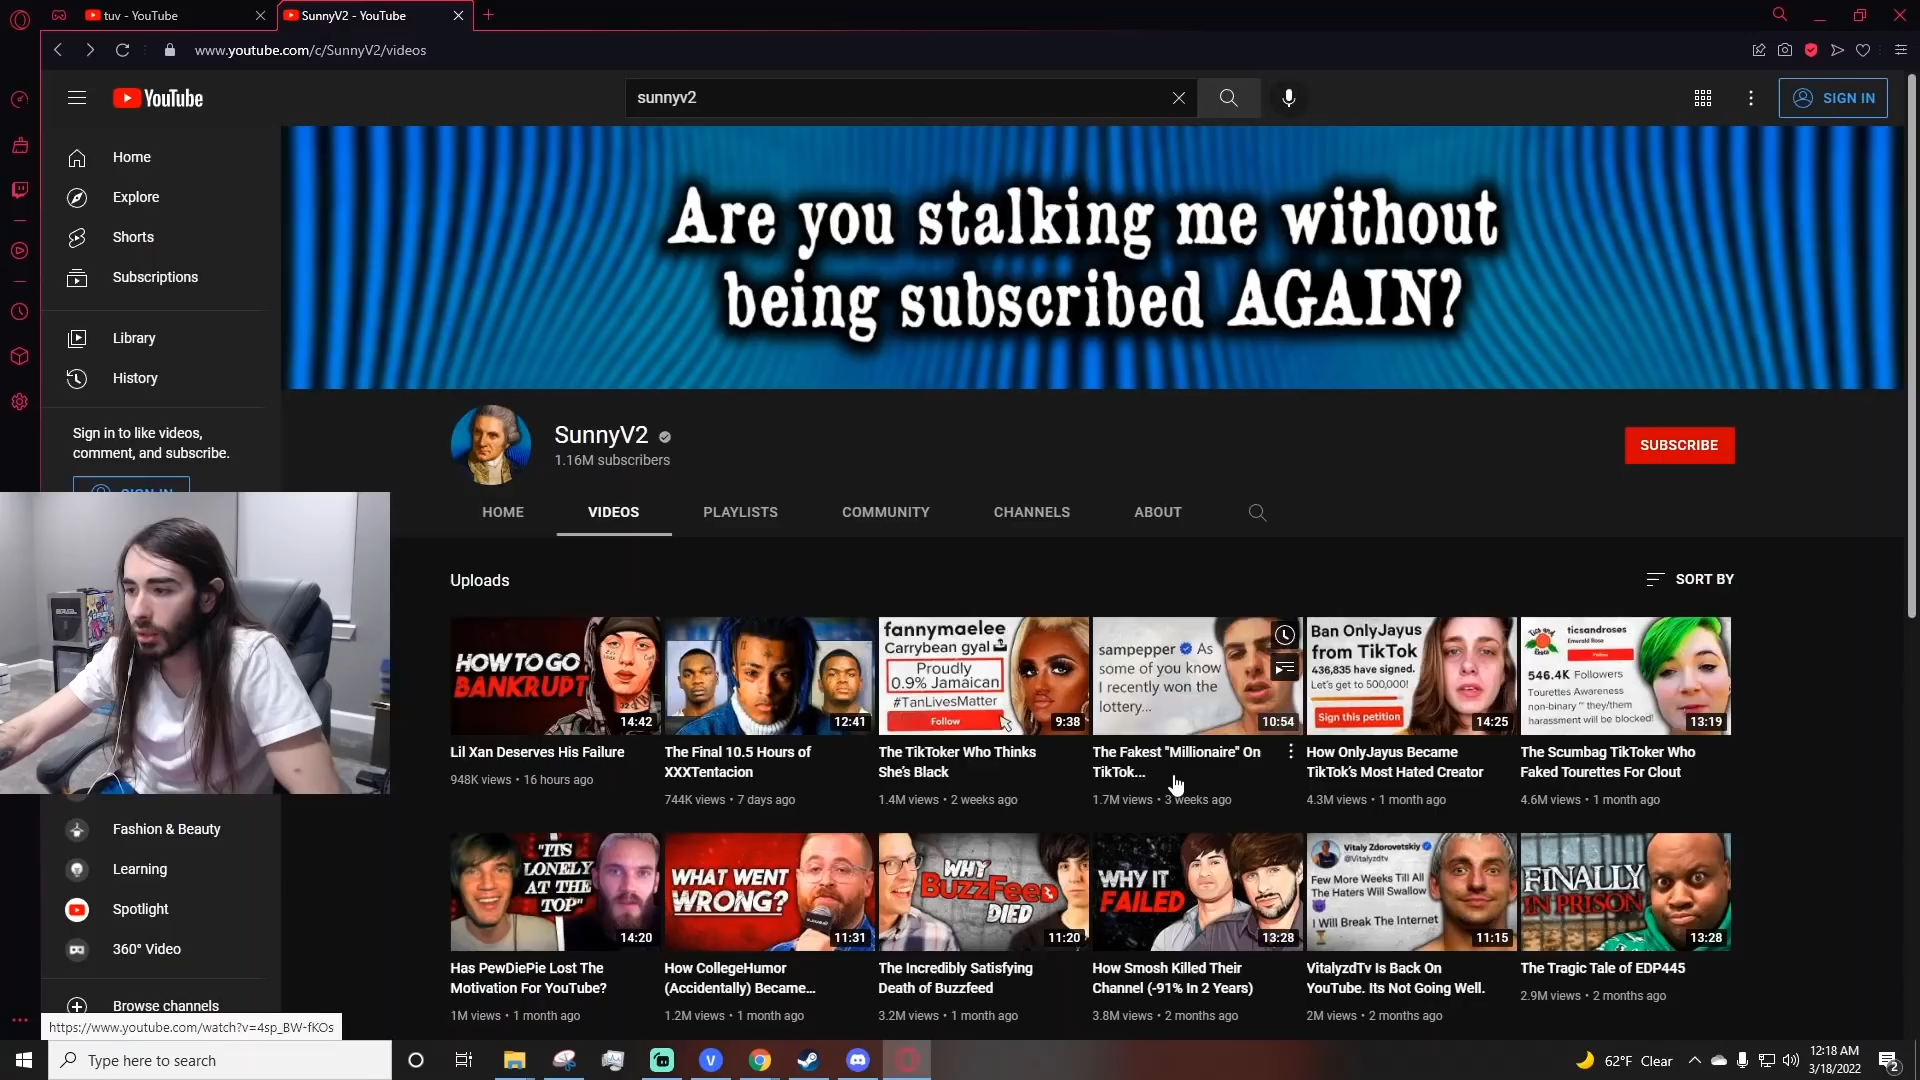 tuv - YouTube
SunnyV2 - YouTube
www.youtube.com/c/SunnyV2/videos
YouTube
sunnyv2
SIGN IN
Home
Explore
Shorts
Subscriptions
Library
History
Sign in to like videos,
comment, and subscribe.
SIGN IN
Are you stalking me without
being subscribed AGAIN?
SunnyV2
1.16M subscribers
SUBSCRIBE
HOME
VIDEOS
PLAYLISTS
COMMUNITY
CHANNELS
ABOUT
Uploads
SORT BY
HOW TO GO
BANKRUPT
14:42
12:41
fannymaelee
Carrybean gyal
Proudly
0.9% Jamaican
#TanLivesMatter
Follow
9:38
sampepper As
some of you know
I recently won the
lottery...
10:54
Ban OnlyJayus
from TikTok
436,835 have signed.
Let's get to 500,000!
Sign this petition
14:25
ticsandroses
Emerald Rose
Follow
546.4K Followers
Tourettes Awareness
non-binary "" they/them
harassment will be blocked!
13:19
Lil Xan Deserves His Failure
948K views • 16 hours ago
The Final 10.5 Hours of
XXXTentacion
744K views • 7 days ago
The TikToker Who Thinks
She's Black
1.4M views • 2 weeks ago
The Fakest "Millionaire" On
TikTok...
1.7M views • 3 weeks ago
How OnlyJayus Became
TikTok's Most Hated Creator
4.3M views • 1 month ago
The Scumbag TikToker Who
Faked Tourettes For Clout
4.6M views • 1 month ago
"ITS
LONELY
AT THE
TOP"
14:20
WHAT WENT
WRONG?
11:31
WHY
BuzzFeed
DIED
11:20
WHY IT
FAILED
13:28
Vitaly Zdorovetskiy
@Vitalyzdtv
Few More Weeks Till All
The Haters Will Swallow
I Will Break The Internet
11:15
FINALLY
IN PRISON
13:28
Has PewDiePie Lost The
Motivation For YouTube?
1M views • 1 month ago
How CollegeHumor
(Accidentally) Became...
1.2M views • 1 month ago
The Incredibly Satisfying
Death of Buzzfeed
3.2M views • 1 month ago
How Smosh Killed Their
Channel (-91% In 2 Years)
3.8M views • 2 months ago
VitalyzdTv Is Back On
YouTube. Its Not Going Well.
2M views • 2 months ago
The Tragic Tale of EDP445
2.9M views • 2 months ago
Fashion & Beauty
Learning
Spotlight
360° Video
Browse channels
https://www.youtube.com/watch?v=4sp_BW-fKOs
Type here to search
62°F Clear
12:18 AM
3/18/2022
2